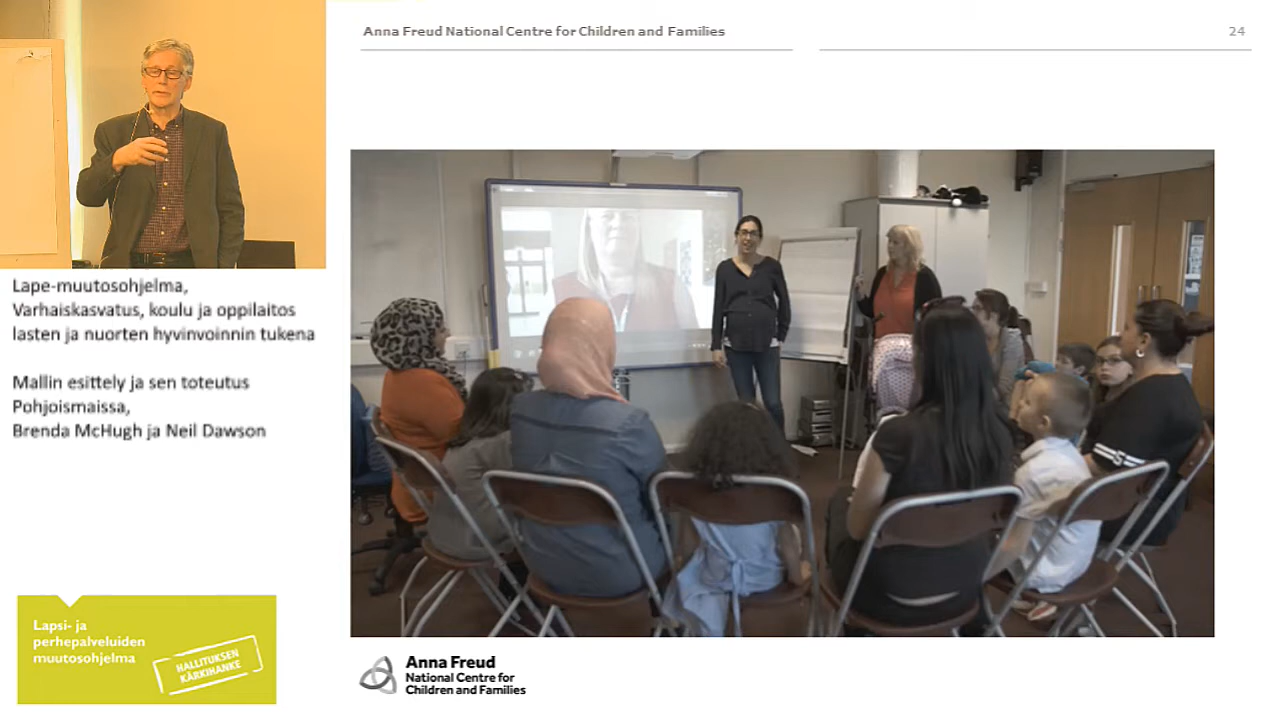 Anna Freud National Centre for Children and Families
24
Lape-muutosohjelma,
Varhaiskasvatus, koulu ja oppilaitos
lasten ja nuorten hyvinvoinnin tukena
Mallin esittely ja sen toteutus
Pohjoismaissa,
Brenda McHugh ja Neil Dawson
Lapsi- ja
perhepalveluiden
muutosohjelma
HALLITUKSEN
KÄRKIHANKE
Anna Freud
National Centre for
Children and Families